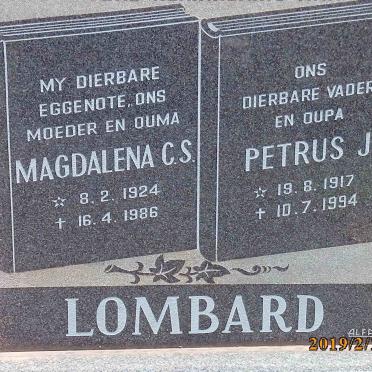 MY DIERBARE
EGGENOTE, ONS
MOEDER EN OUMA
MAGDALENA C.S.
☆ 8.2.1924
✝ 16.4.1986
ONS
DIERBARE VADER
EN OUPA
PETRUS J
☆ 19.8.1917
✝ 10.7.1994
LOMBARD
2019/2/